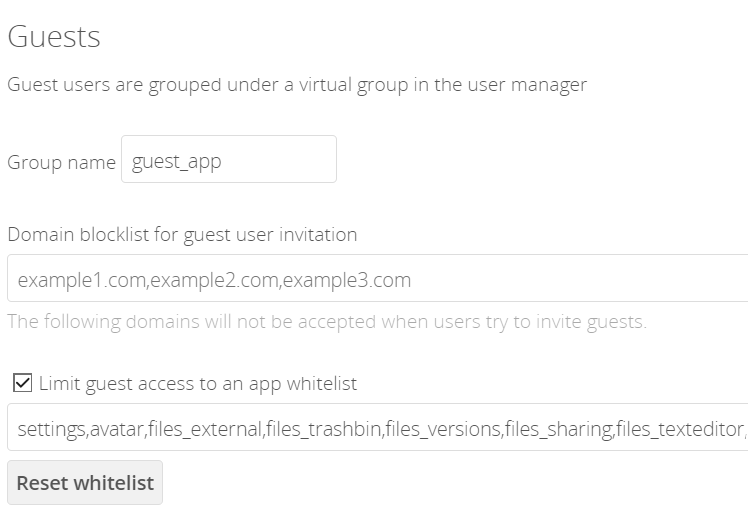 Guests
Guest users are grouped under a virtual group in the user manager
Group name guest_app
Domain blocklist for guest user invitation
example1.com,example2.com,example3.com
The following domains will not be accepted when users try to invite guests.
Limit guest access to an app whitelist
settings,avatar,files_external,files_trashbin,files_versions,files_sharing,files_texteditor,
Reset whitelist